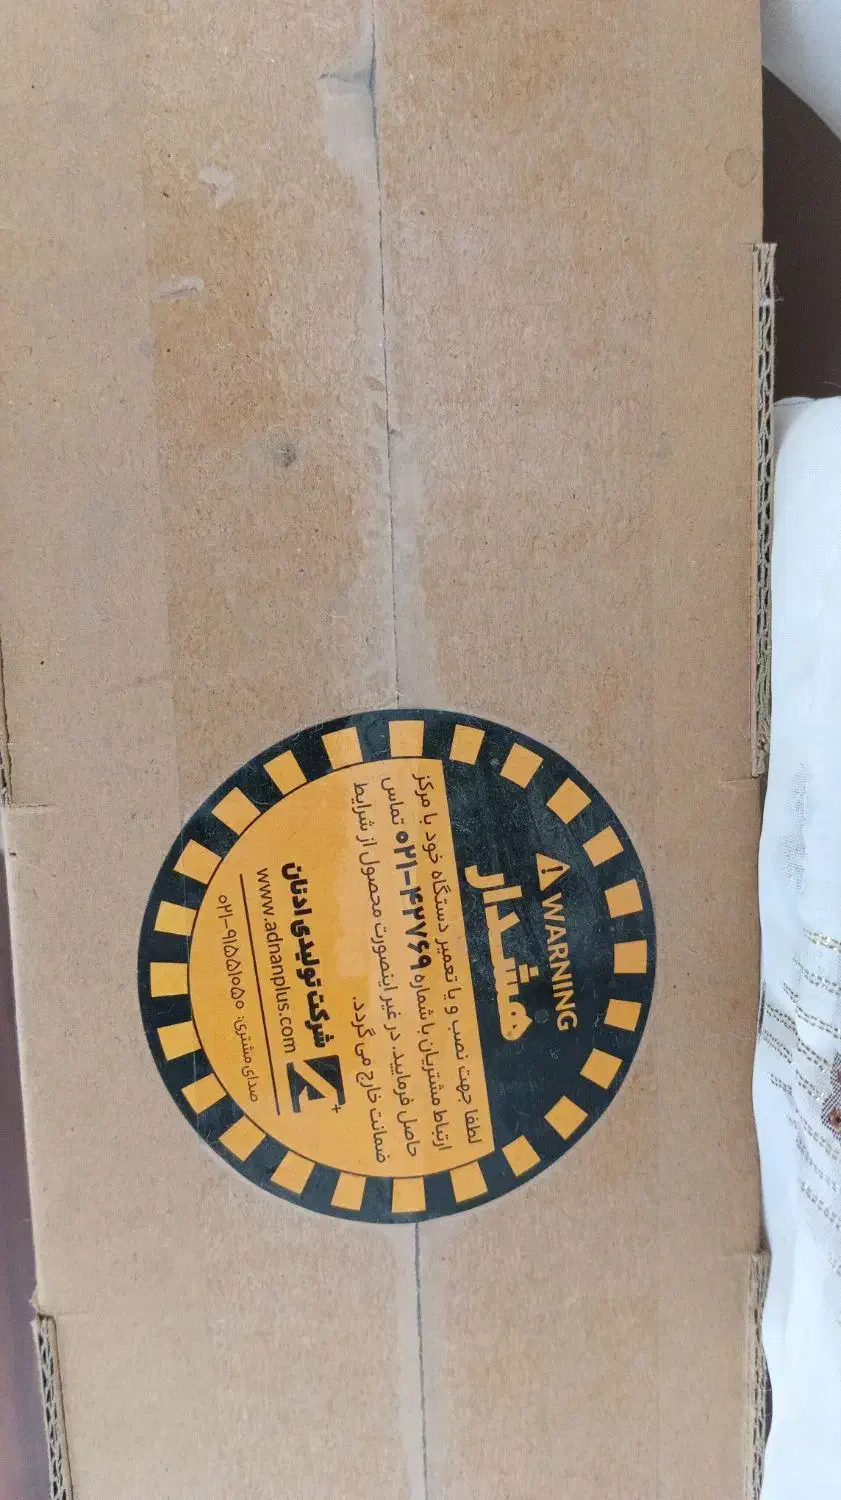 WARNING
هشدار
لطفا جهت نصب و یا تعمیر دستگاه خود با مرکز
ارتباط مشتریان با شماره ۴۲۷۶۹-۰۲۱ تماس
حاصل فرمایید. در غیر اینصورت محصول از شرایط
ضمانت خارج می گردد.
شرکت تولیدی ادنان
www.adnanplus.com
صدای مشتری: ۹۱۵۵۱۰۵۰-۰۲۱